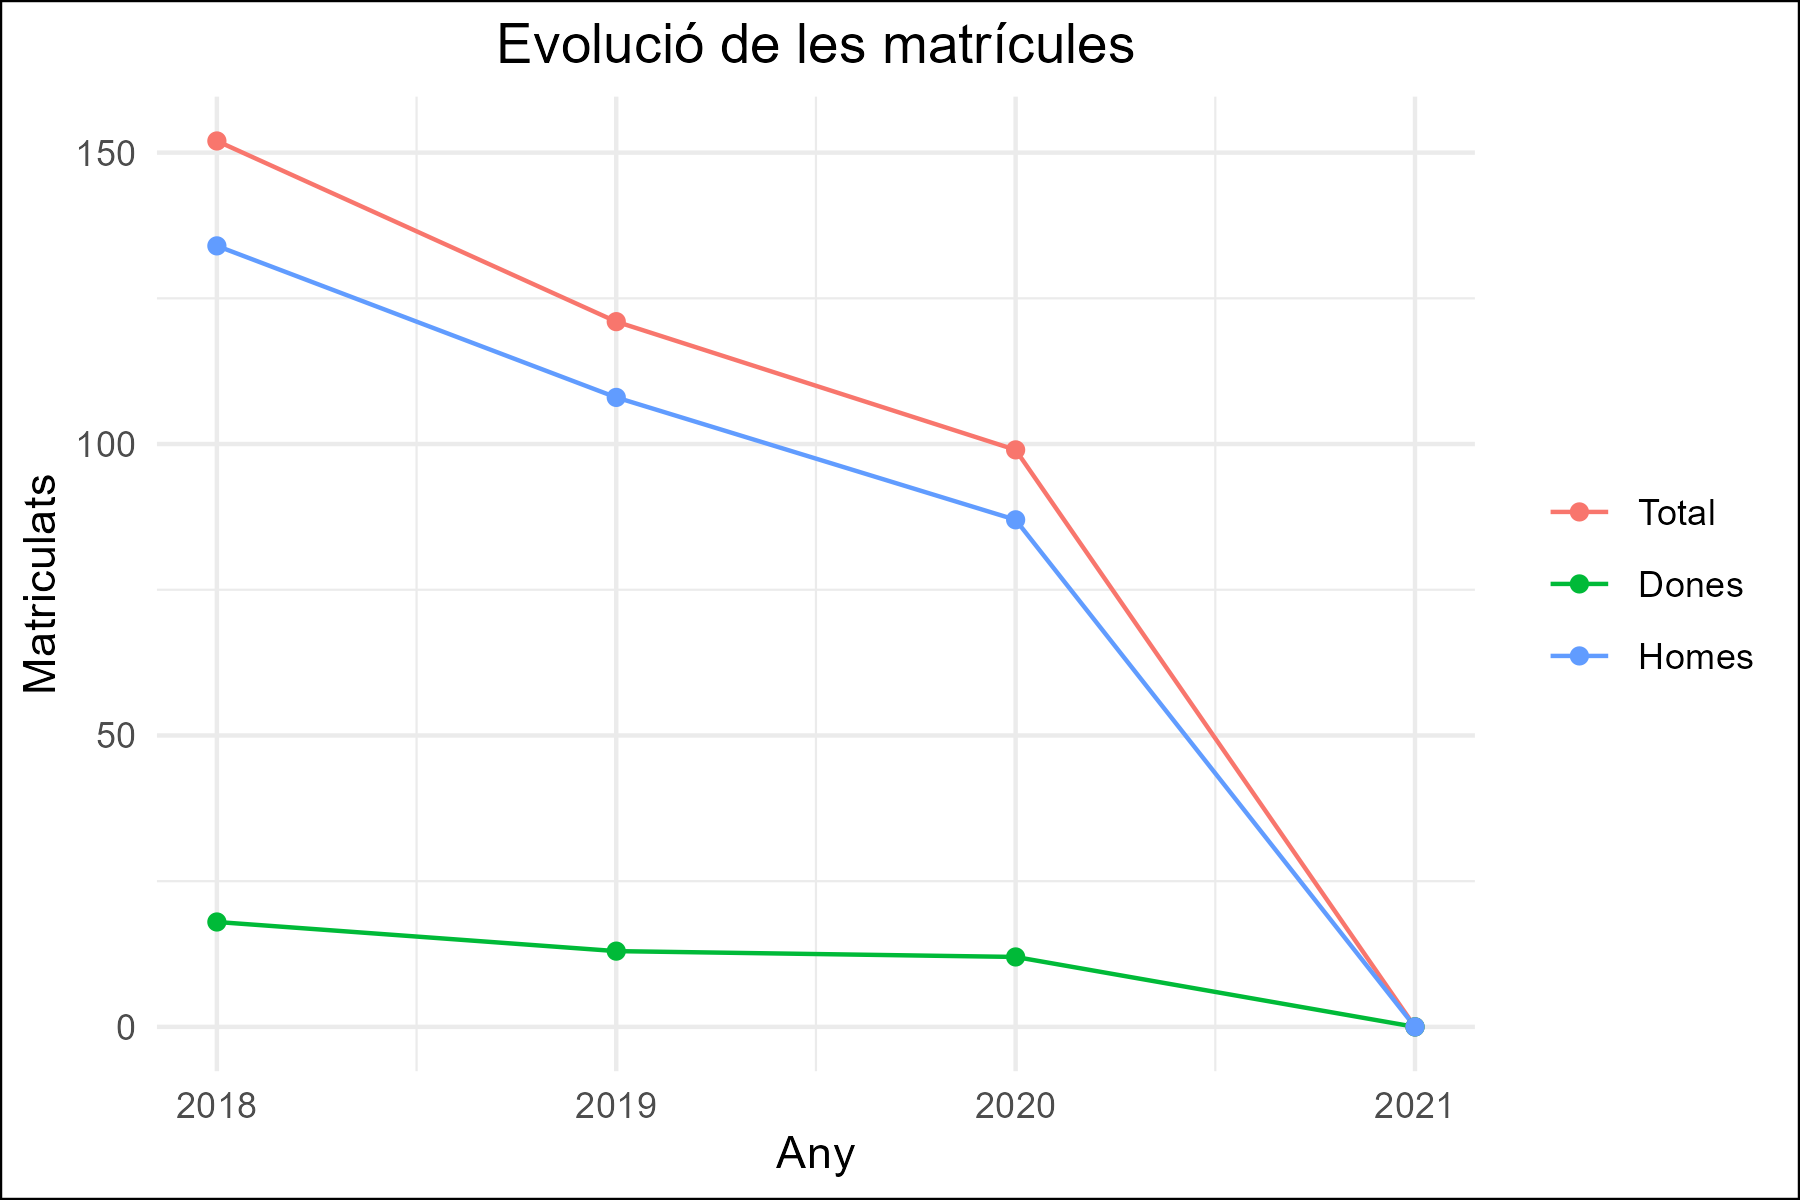 Evolució de les matrícules
150
100
50
0
Matriculats
2018
2019
2020
2021
Any
Total
Dones
Homes